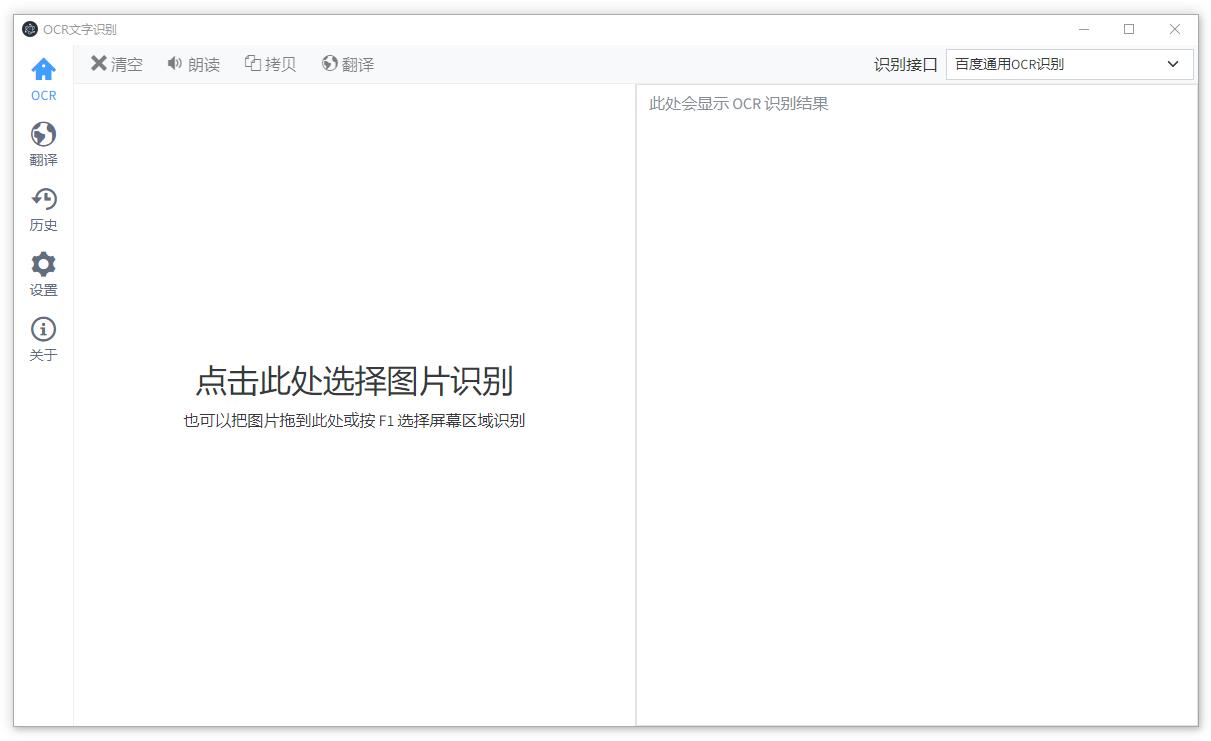 OCR文字识别
OCR
翻译
历史
设置
关于
清空 朗读 拷贝 翻译 识别接口 百度通用OCR识别
点击此处选择图片识别
也可以把图片拖到此处或按 F1 选择屏幕区域识别
此处会显示 OCR 识别结果